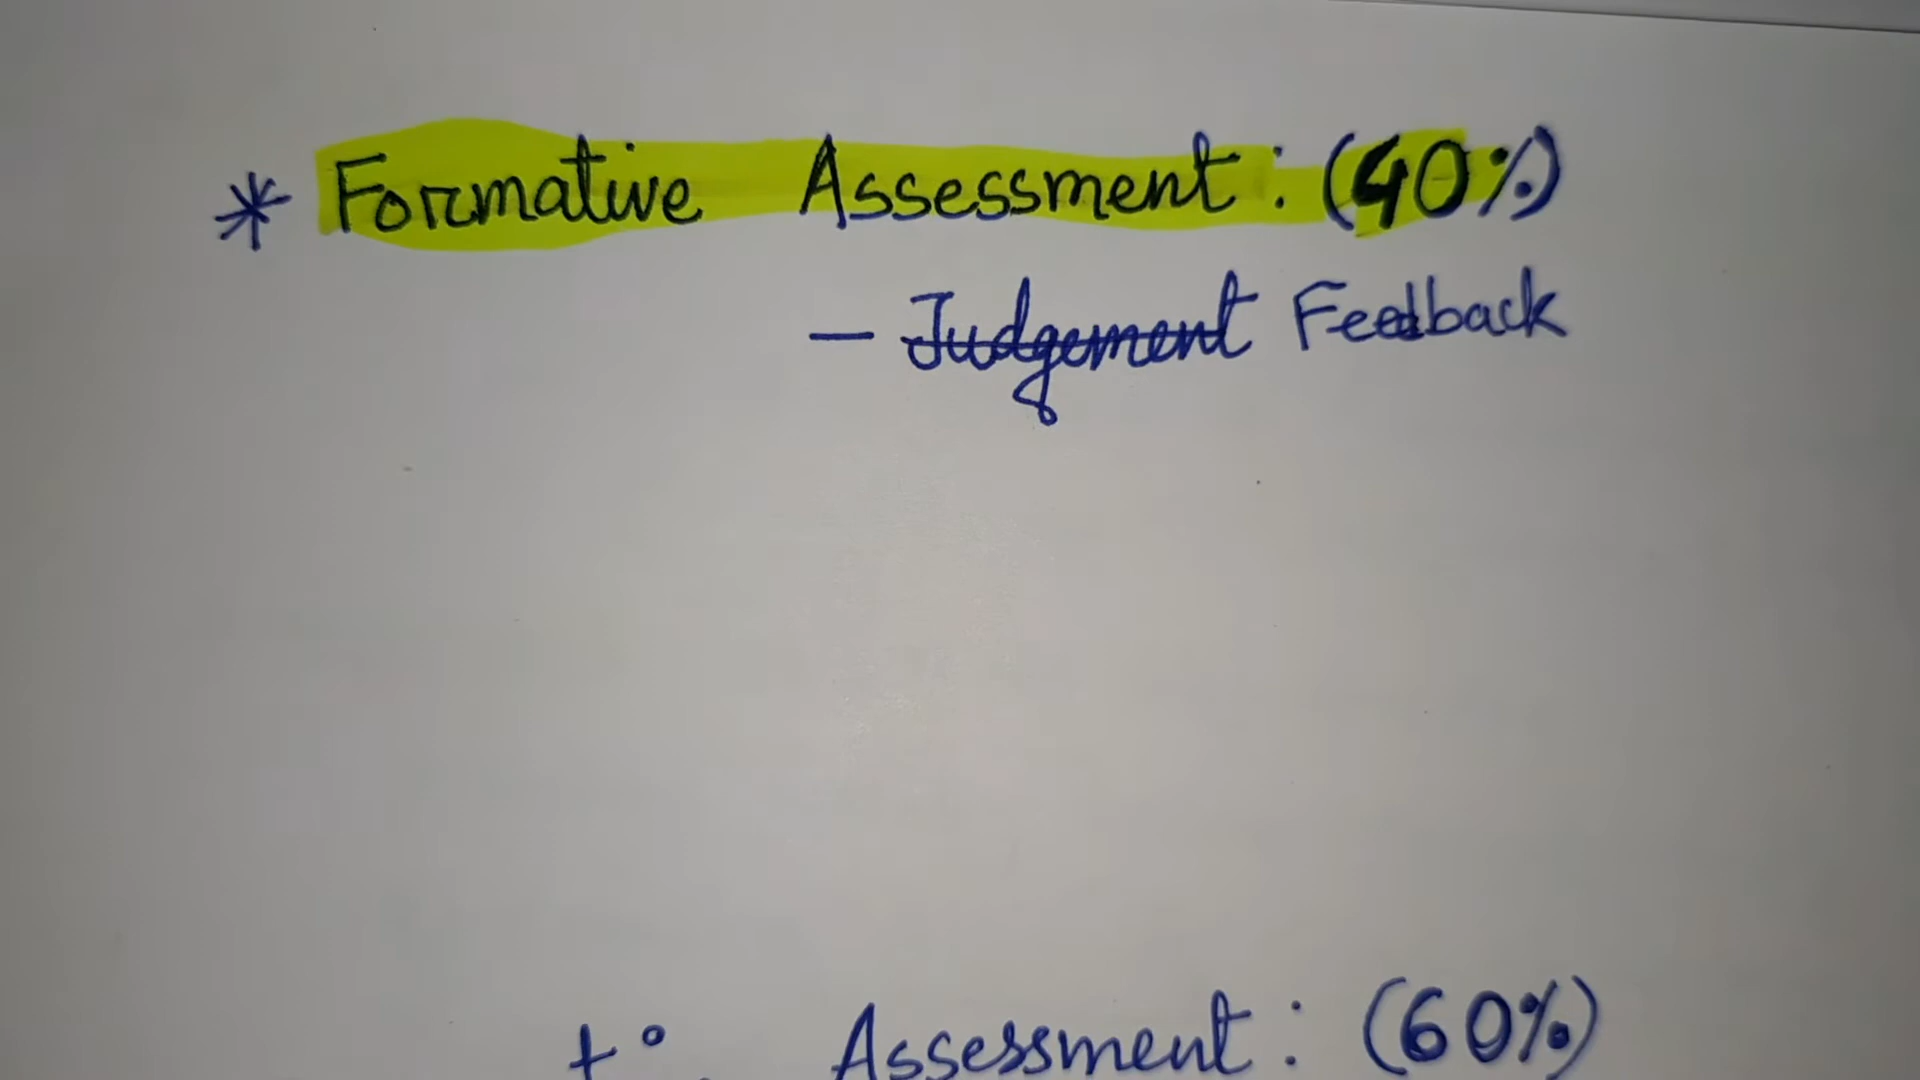 * Formative Assessment: (40%)
- Judgement Feedback
Assessment: (60%)